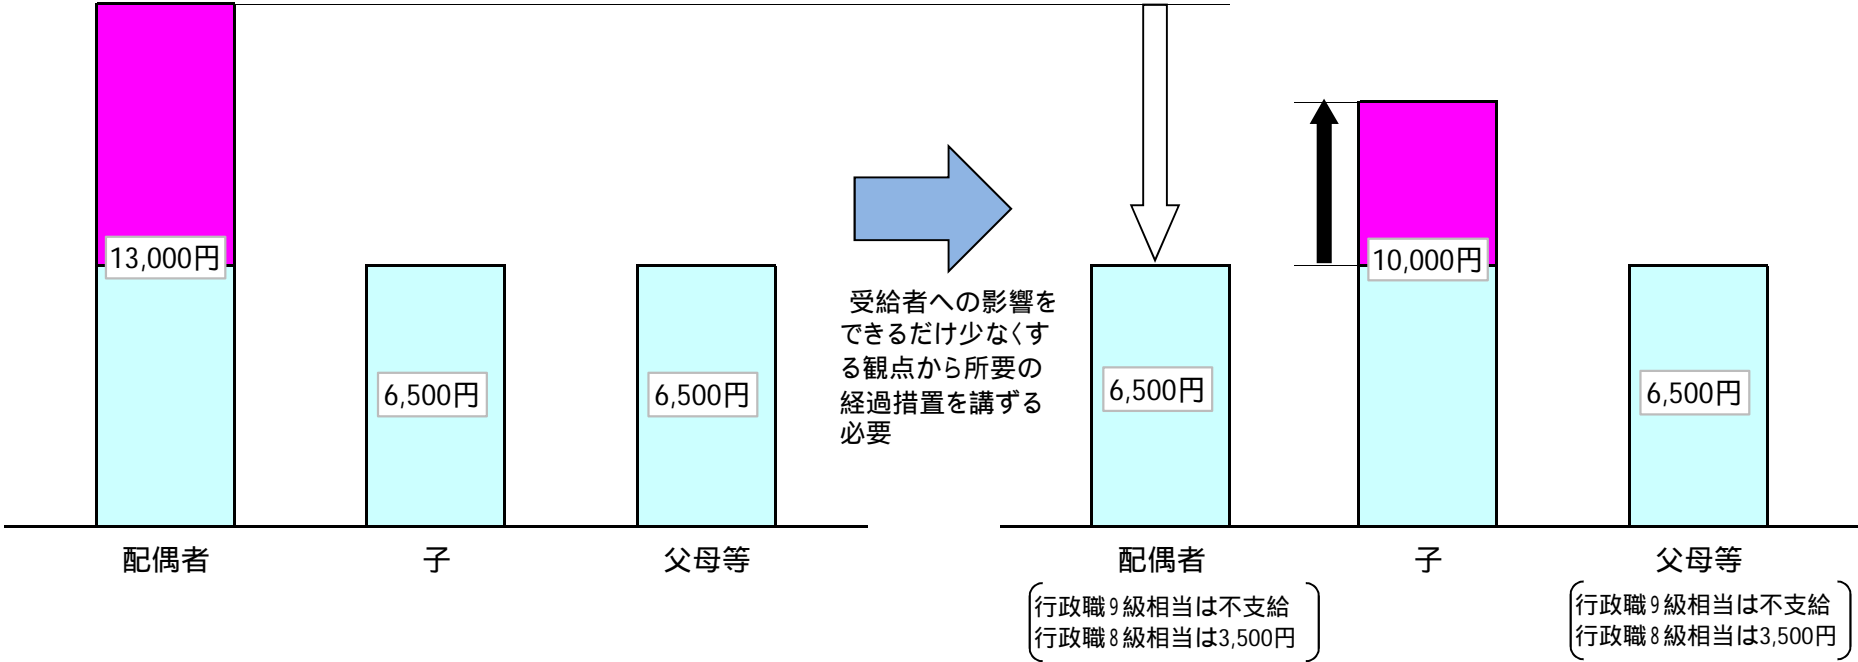 13,000円
6,500円
6,500円
配偶者
子
父母等
受給者への影響を
できるだけ少なくす
る観点から所要の
経過措置を講ずる
必要
6,500円
10,000円
6,500円
配偶者
行政職9級相当は不支給
行政職8級相当は3,500円
子
父母等
行政職9級相当は不支給
行政職8級相当は3,500円